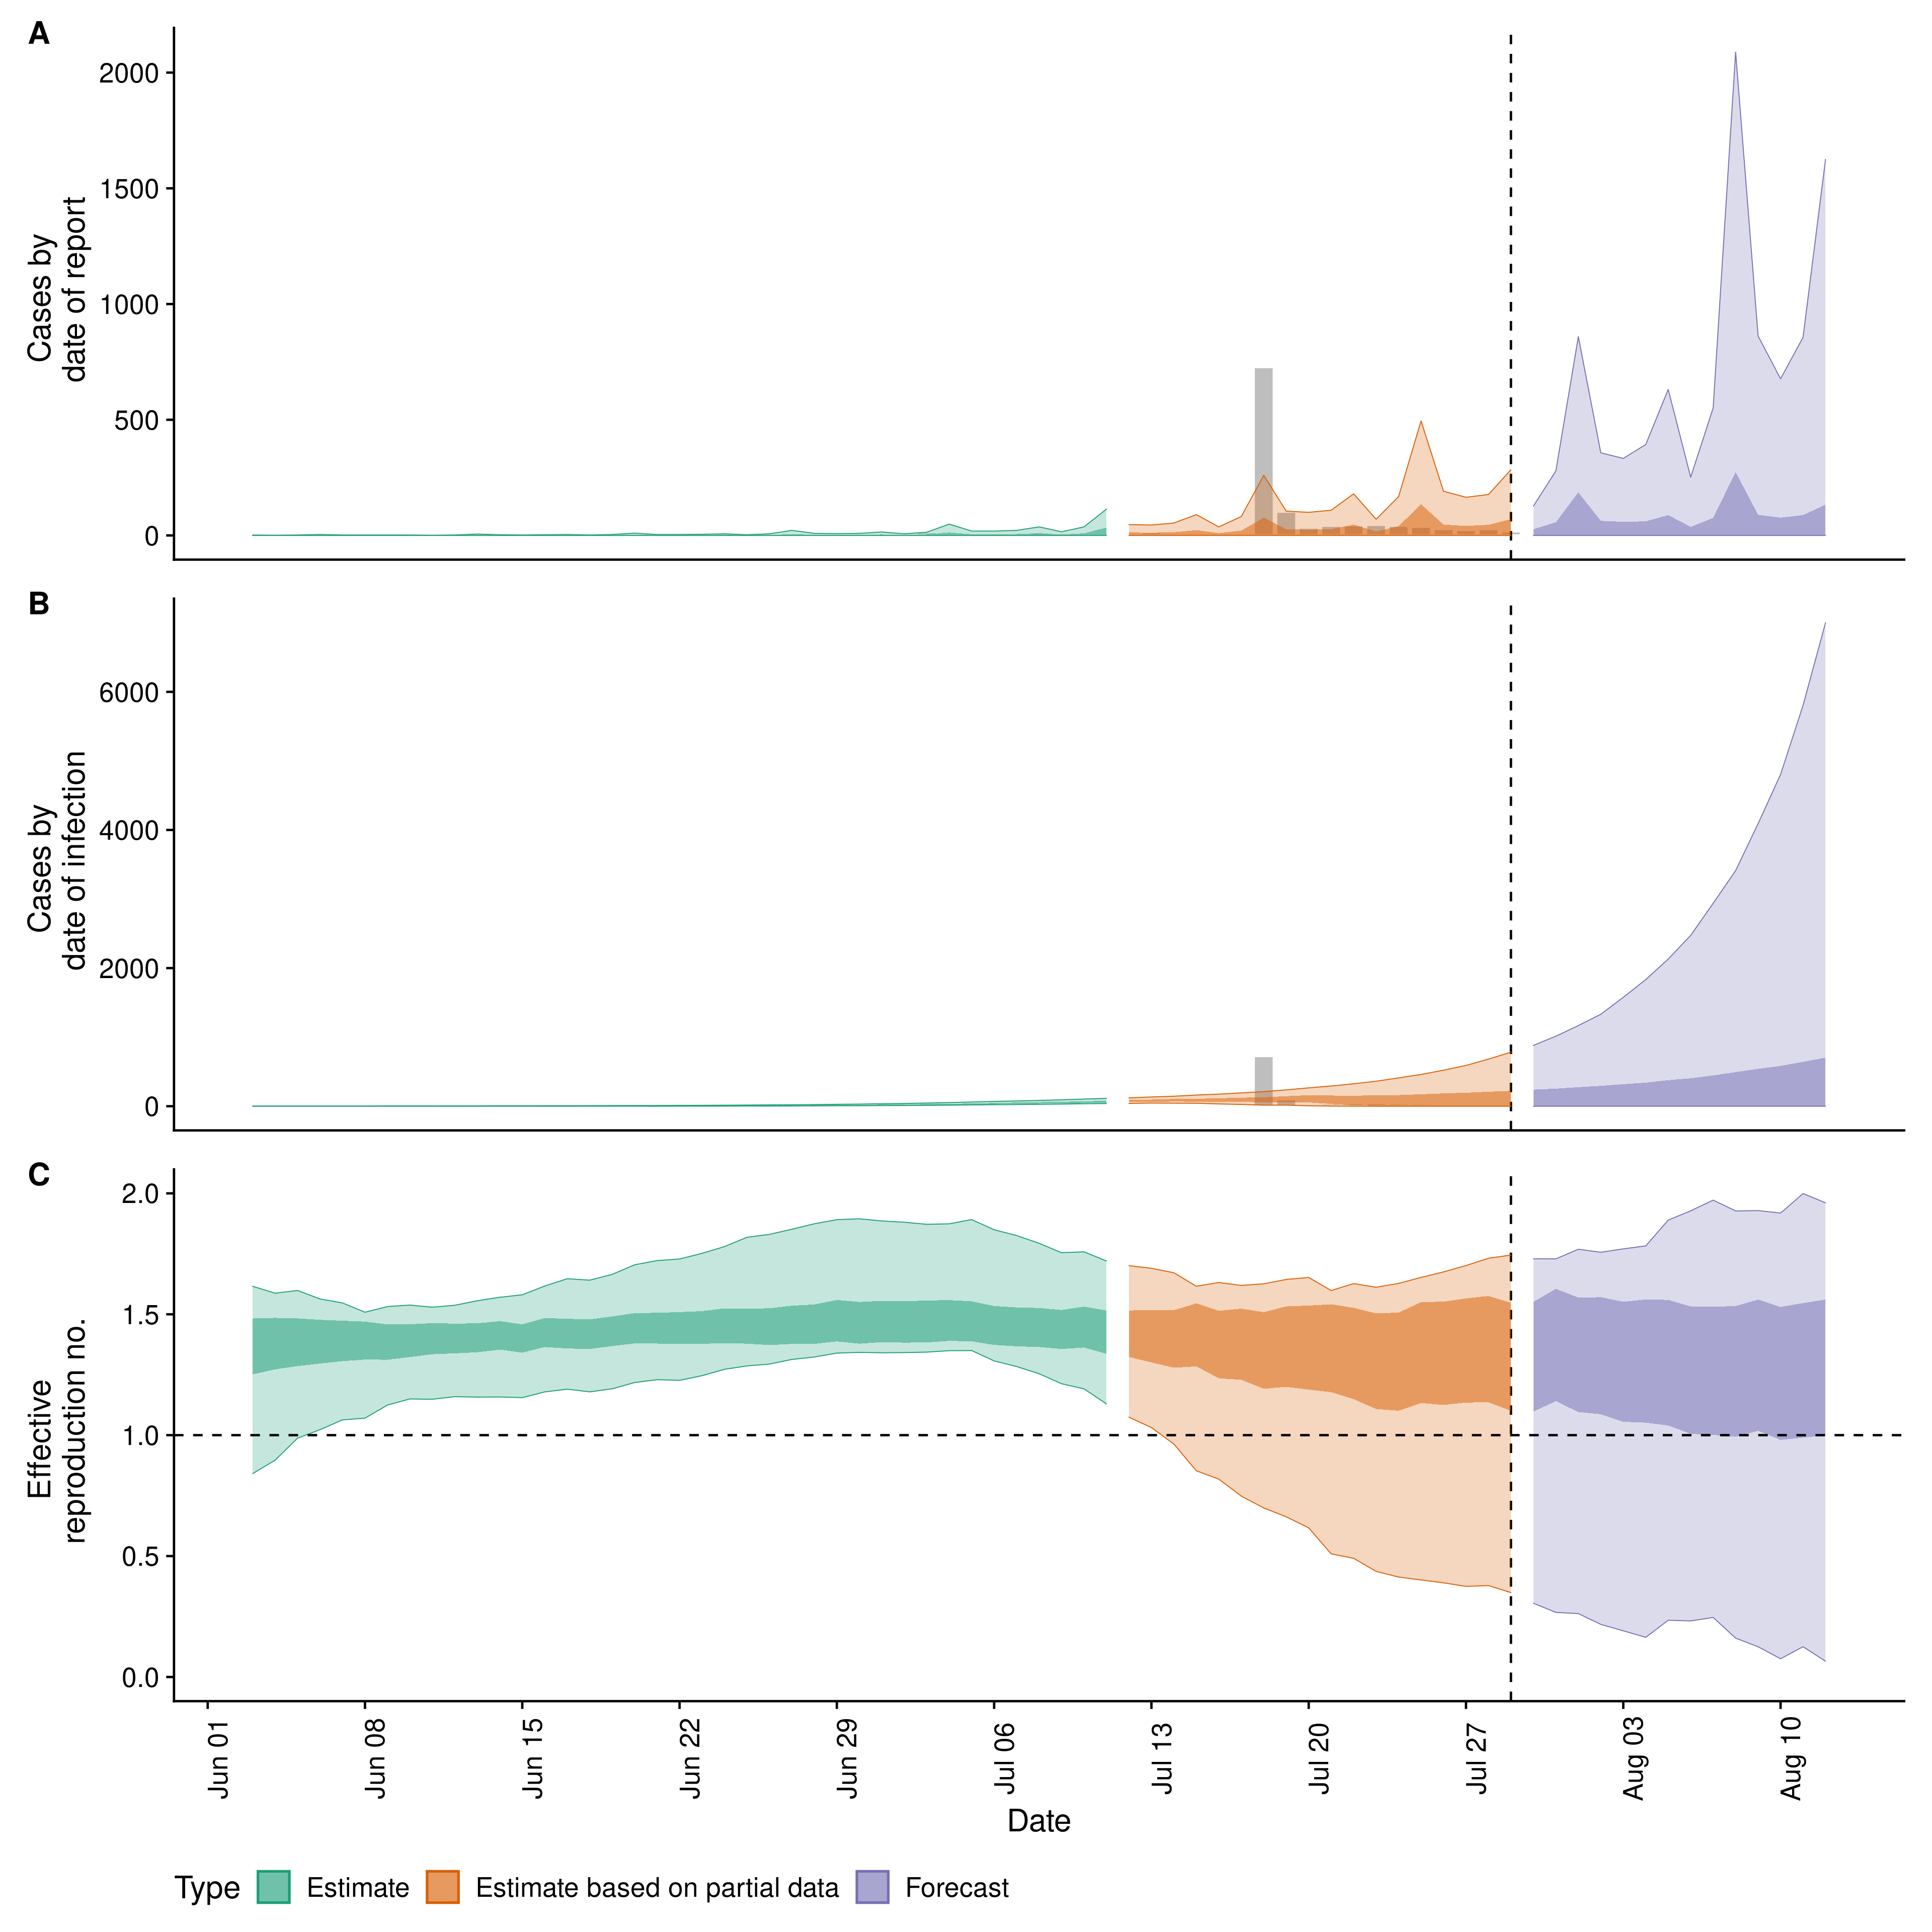 A
2000
1500
1000
500
0
Cases by
date of report
B
6000
4000
2000
0
Cases by
date of infection
C
2.0
1.5
1.0
0.5
0.0
Effective
reproduction no.
Jun 01
Jun 08
Jun 15
Jun 22
Jun 29
Jul 06
Jul 13
Jul 20
Jul 27
Aug 03
Aug 10
Date
Type
Estimate
Estimate based on partial data
Forecast